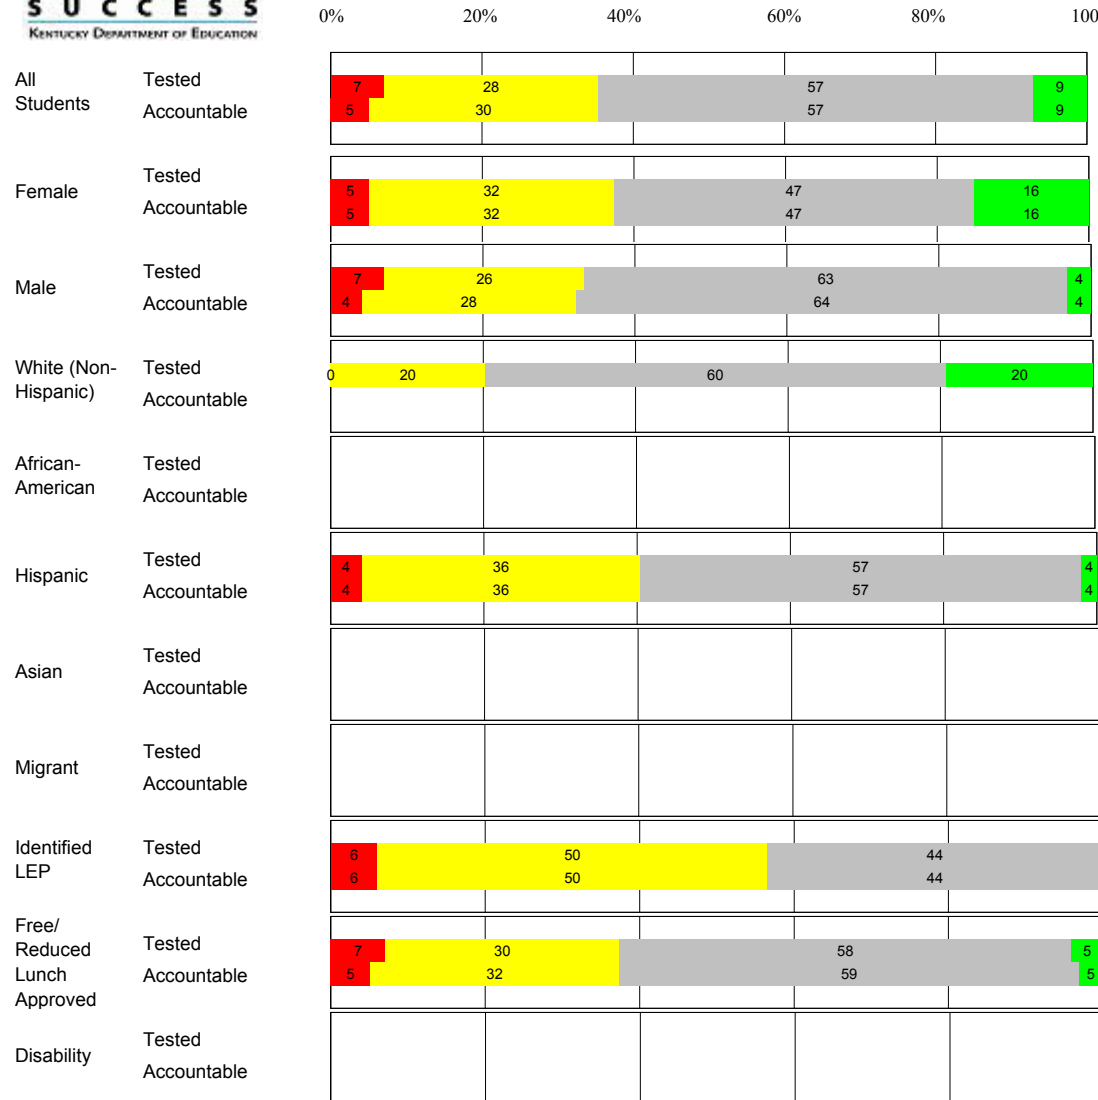 S U C C E S S
KENTUCKY DEPARTMENT OF EDUCATION
0% 20% 40% 60% 80% 100
All Students
Tested 7 28 57 9
Accountable 5 30 57 9
Female
Tested 5 32 47 16
Accountable 5 32 47 16
Male
Tested 7 26 63 4
Accountable 4 28 64 4
White (Non-
Hispanic)
Tested 0 20 60 20
Accountable
African-
American
Tested
Accountable
Hispanic
Tested 4 36 57 4
Accountable 4 36 57 4
Asian
Tested
Accountable
Migrant
Tested
Accountable
Identified
LEP
Tested 6 50 44
Accountable 6 50 44
Free/
Reduced
Lunch
Approved
Tested 7 30 58 5
Accountable 5 32 59 5
Disability
Tested
Accountable